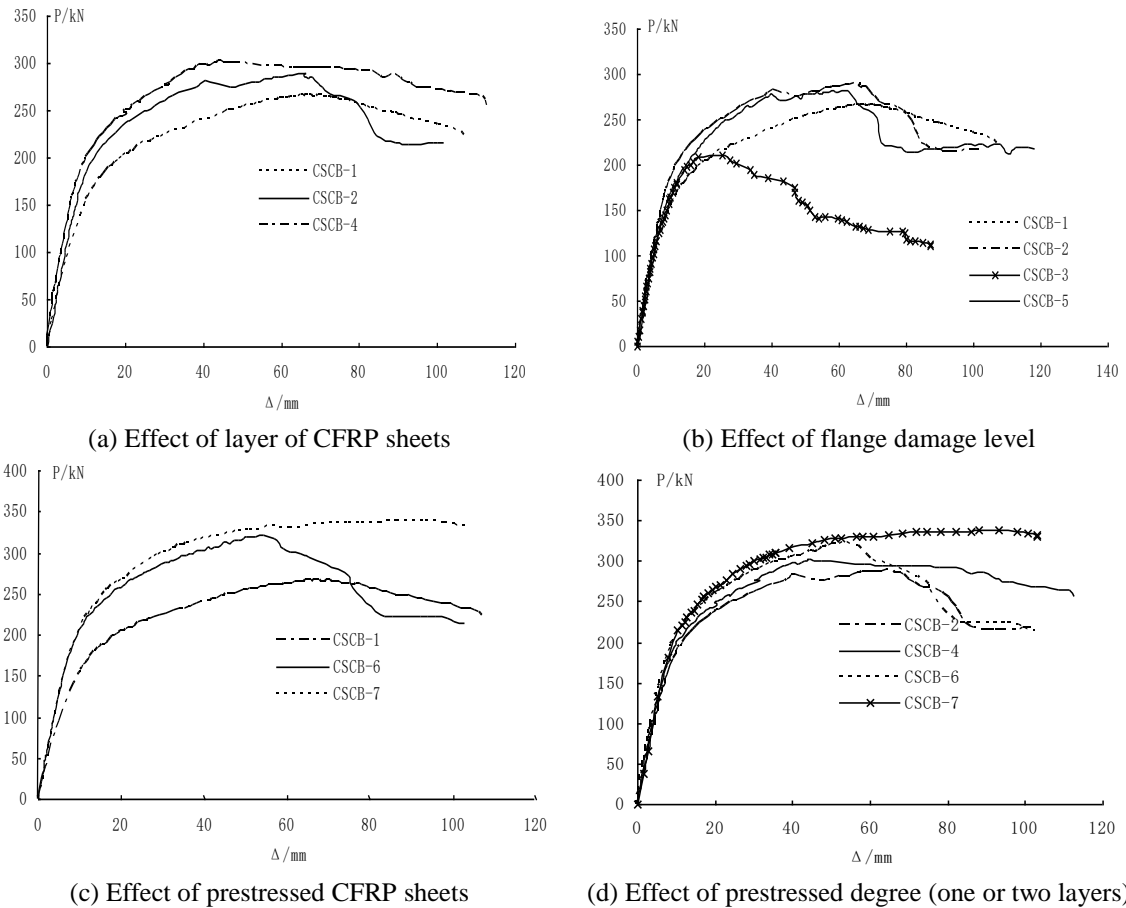 P/kN
350
300
250
200
150
100
50
0
0 20 40 60 80 100 120
Δ/mm
CSCB-1
CSCB-2
CSCB-4
(a) Effect of layer of CFRP sheets
P/kN
350
300
250
200
150
100
50
0
0 20 40 60 80 100 120 140
Δ/mm
CSCB-1
CSCB-2
CSCB-3
CSCB-5
(b) Effect of flange damage level
P/kN
400
350
300
250
200
150
100
50
0
0 20 40 60 80 100 120
Δ/mm
CSCB-1
CSCB-6
CSCB-7
(c) Effect of prestressed CFRP sheets
P/kN
400
350
300
250
200
150
100
50
0
0 20 40 60 80 100 120
Δ/mm
CSCB-2
CSCB-4
CSCB-6
CSCB-7
(d) Effect of prestressed degree (one or two layers)